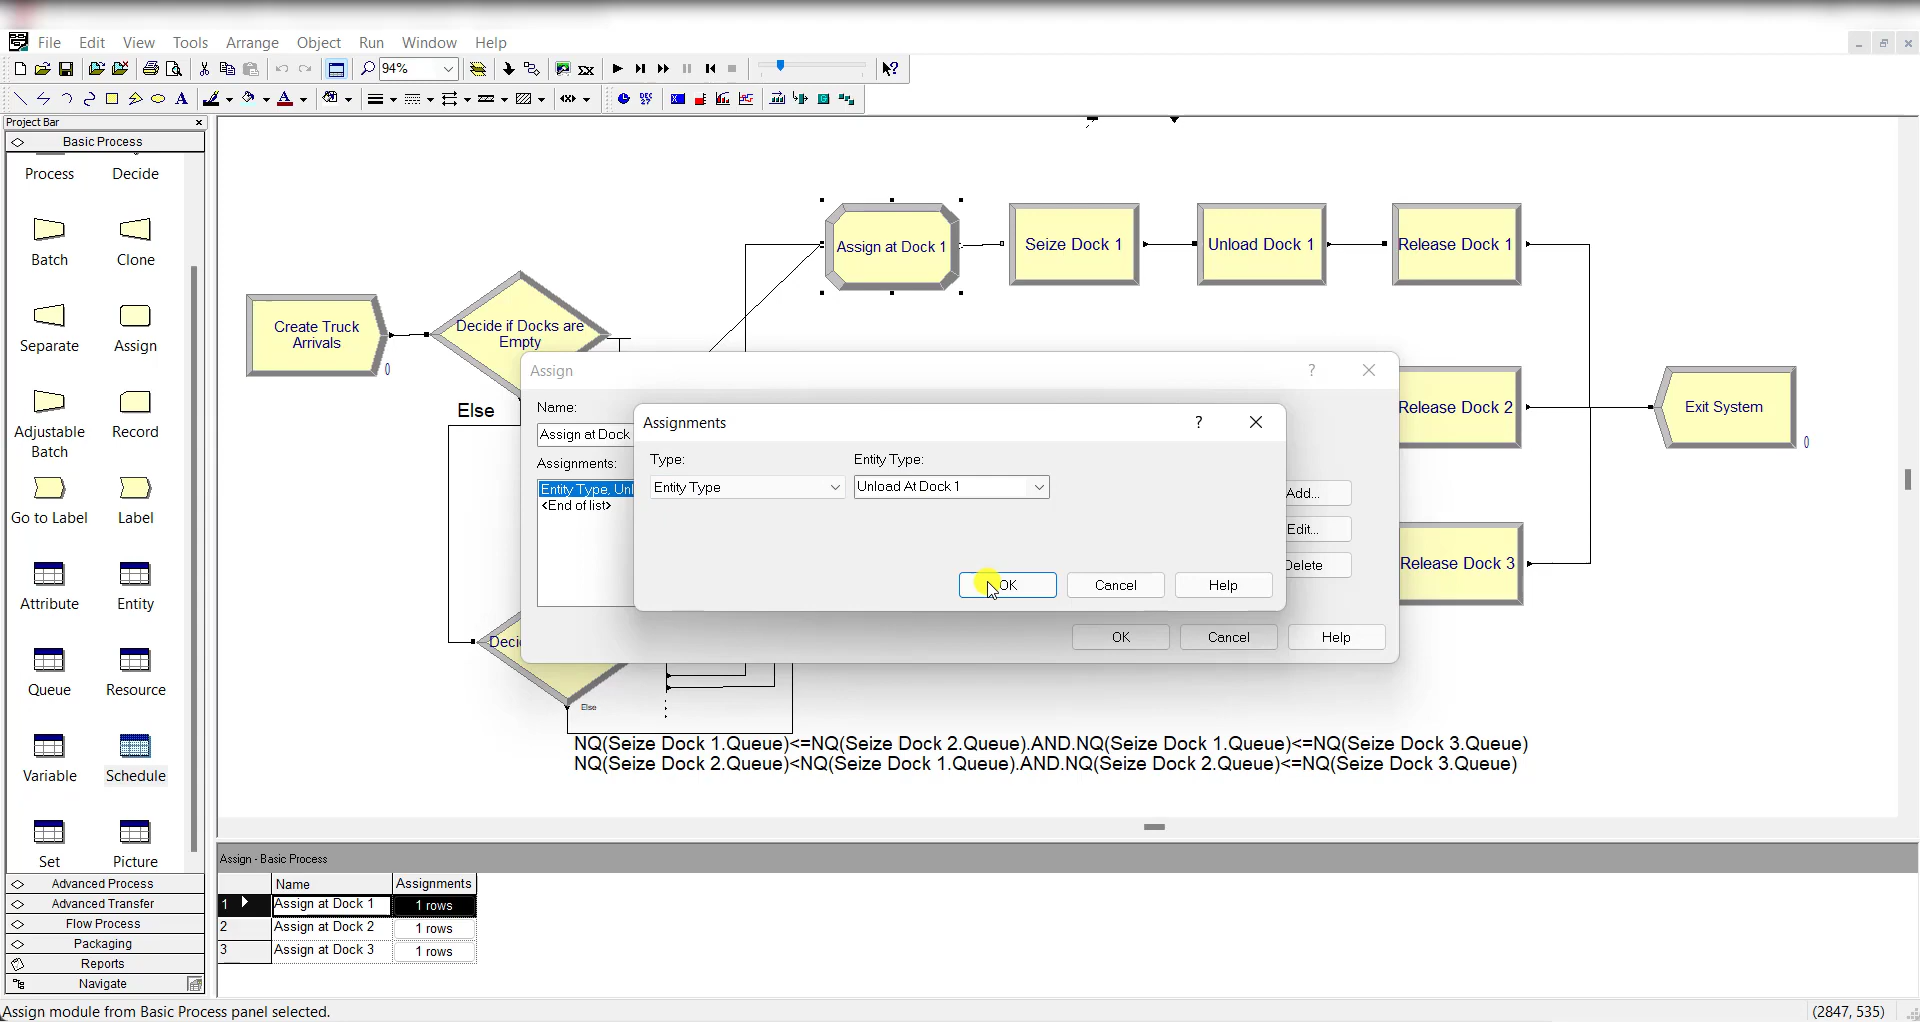 File Edit View Tools Arrange Object Run Window Help
94%
Project Bar
Basic Process
Process Decide
Batch Clone
Separate Assign
Adjustable Batch Record
Go to Label Label
Attribute Entity
Queue Resource
Variable Schedule
Set Picture
Advanced Process
Advanced Transfer
Flow Process
Packaging
Reports
Navigate
Create Truck
Arrivals
0
Decide if Docks are
Empty
Else
Assign at Dock 1
Seize Dock 1
Unload Dock 1
Release Dock 1
Release Dock 2
Release Dock 3
Exit System
0
Deci
Else
Assign
?
Name:
Assign at Dock
Assignments:
Entity Type, Unl
<End of list>
Add...
Edit...
Delete
OK Cancel Help
Assignments
?
Type: Entity Type:
Entity Type Unload At Dock 1
OK Cancel Help
NQ(Seize Dock 1.Queue)<=NQ(Seize Dock 2.Queue).AND.NQ(Seize Dock 1.Queue)<=NQ(Seize Dock 3.Queue)
NQ(Seize Dock 2.Queue)<NQ(Seize Dock 1.Queue).AND.NQ(Seize Dock 2.Queue)<=NQ(Seize Dock 3.Queue)
Assign - Basic Process
Name Assignments
1 Assign at Dock 1 1 rows
2 Assign at Dock 2 1 rows
3 Assign at Dock 3 1 rows
Assign module from Basic Process panel selected.
(2847, 535)